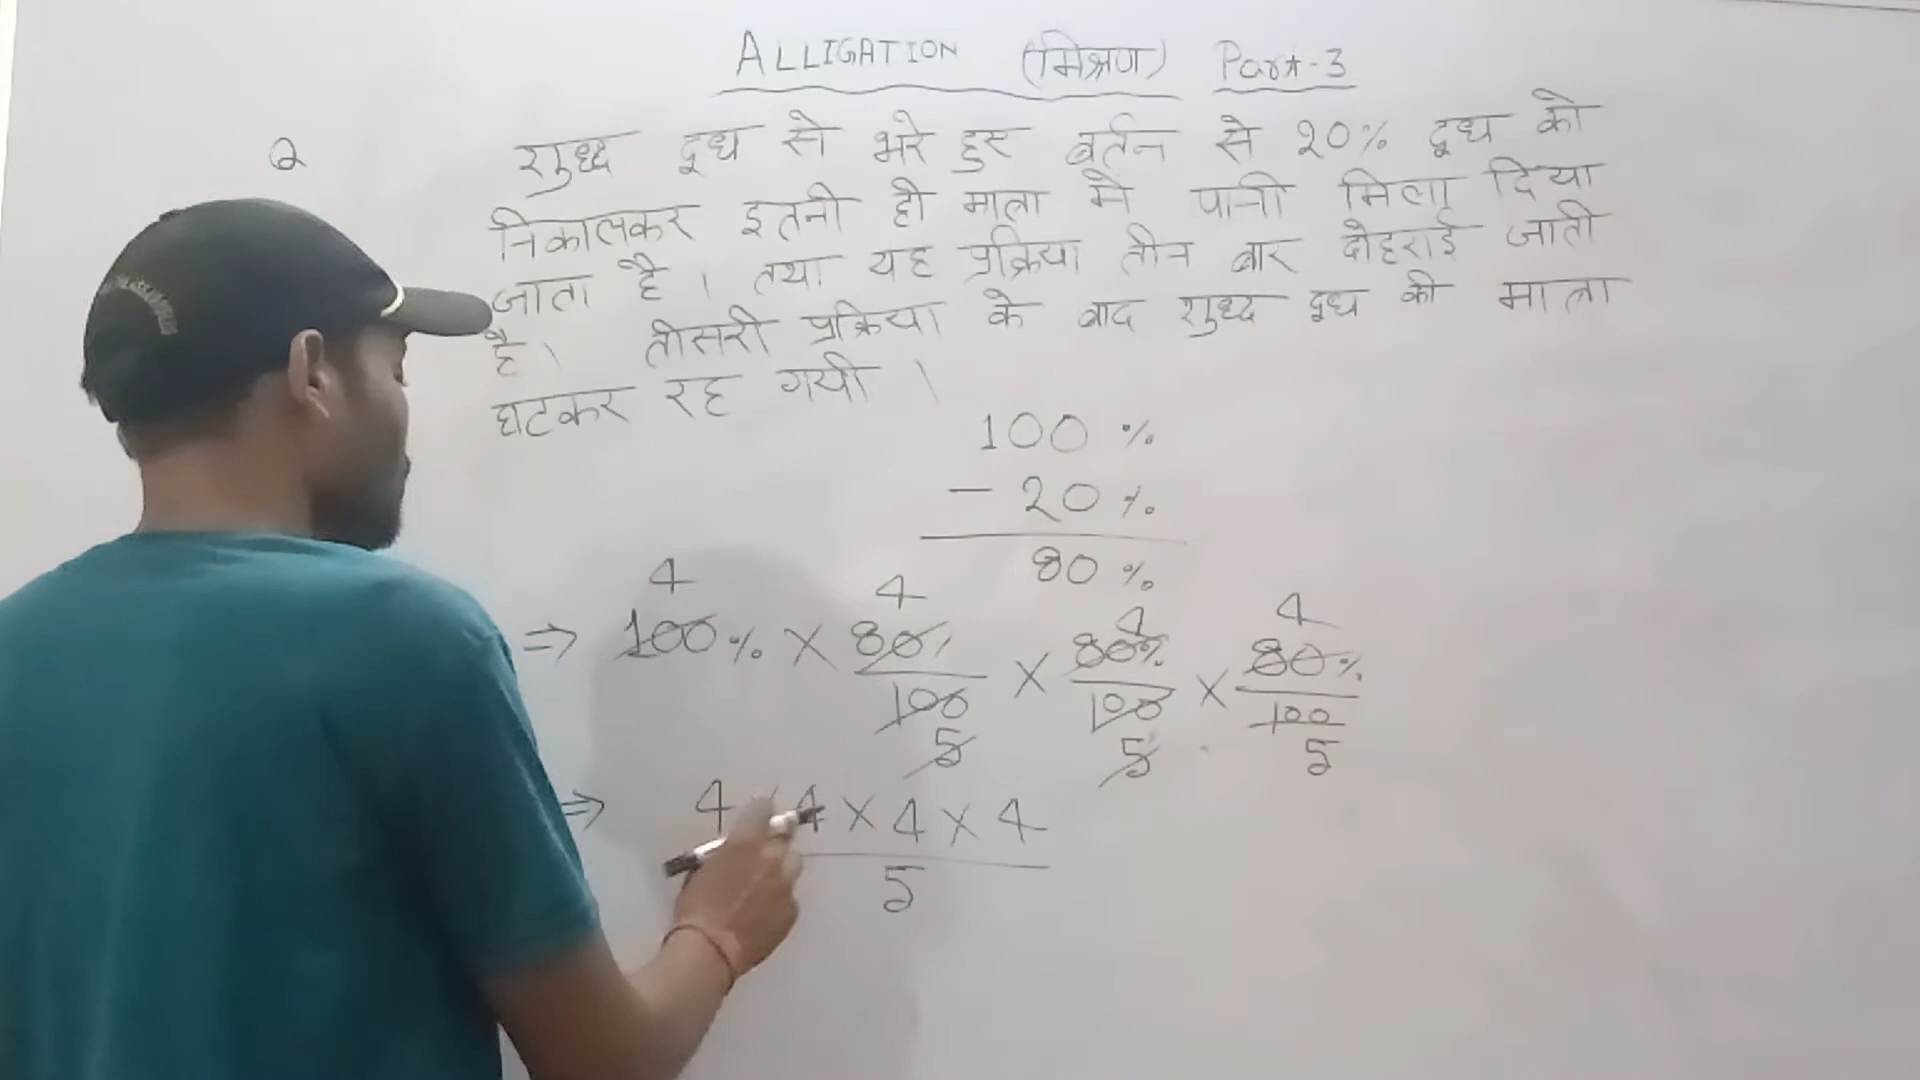 ALLIGATION (मिश्रण) Part-3
Q शुध्द दूध से भरे हुए बर्तन से 20% दूध को
निकालकर इतनी ही मात्रा में पानी मिला दिया
जाता है । तथा यह प्रक्रिया तीन बार दोहराई जाती
है । तीसरी प्रक्रिया के बाद शुध्द दूध की मात्रा
घटकर रह गयी ।
100 %
- 20 %
80 %
4 4 4 4
⇒ 100% × 80% × 80% × 80%
100 100 100
5 5 5
⇒ 4 × 4 × 4 × 4
5